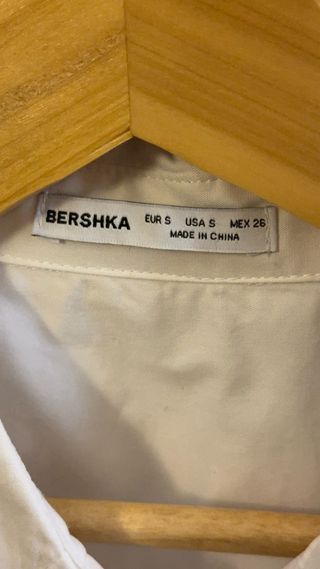 BERSHKA EUR S USA S MEX 26
MADE IN CHINA